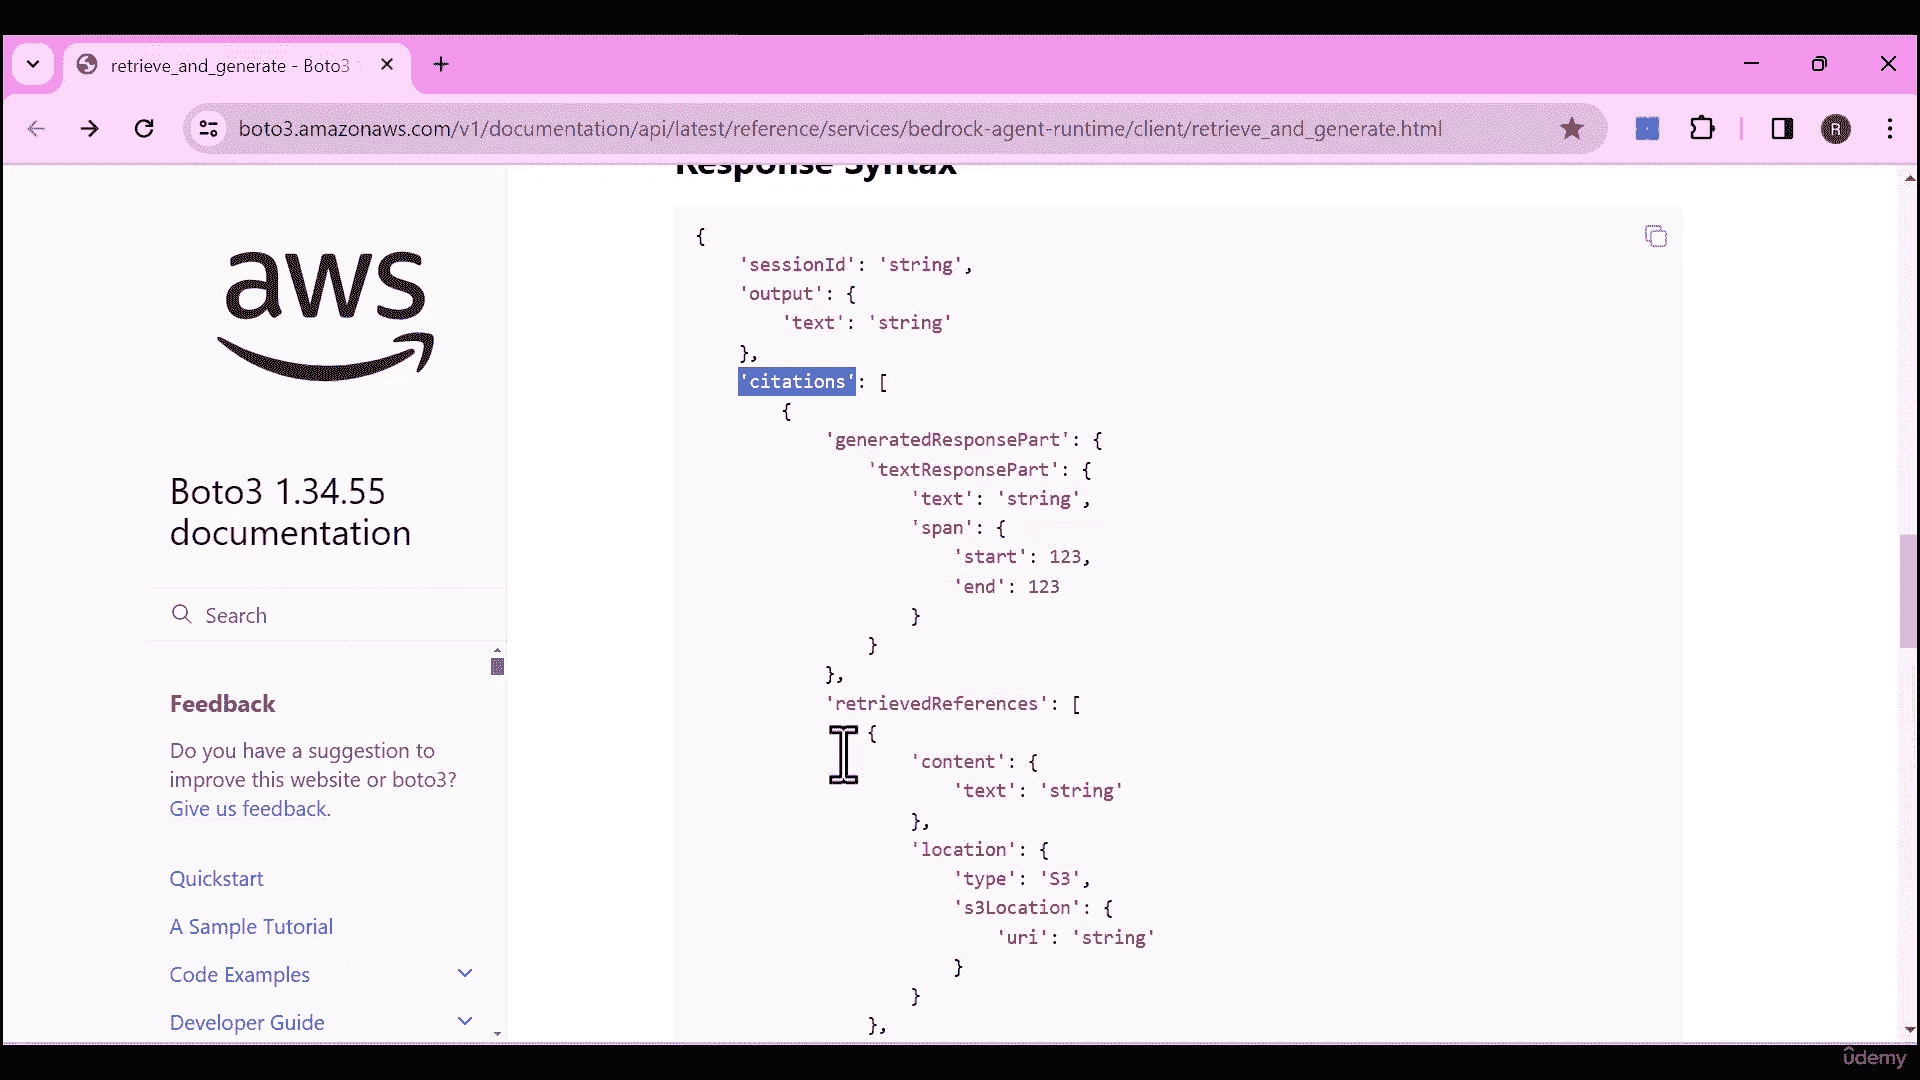 retrieve_and_generate - Boto3
boto3.amazonaws.com/v1/documentation/api/latest/reference/services/bedrock-agent-runtime/client/retrieve_and_generate.html
R
Response Syntax
aws
Boto3 1.34.55
documentation
Search
Feedback
Do you have a suggestion to
improve this website or boto3?
Give us feedback.
Quickstart
A Sample Tutorial
Code Examples
Developer Guide
{
'sessionId': 'string',
'output': {
'text': 'string'
},
'citations': [
{
'generatedResponsePart': {
'textResponsePart': {
'text': 'string',
'span': {
'start': 123,
'end': 123
}
}
},
'retrievedReferences': [
{
'content': {
'text': 'string'
},
'location': {
'type': 'S3',
's3Location': {
'uri': 'string'
}
}
},
udemy